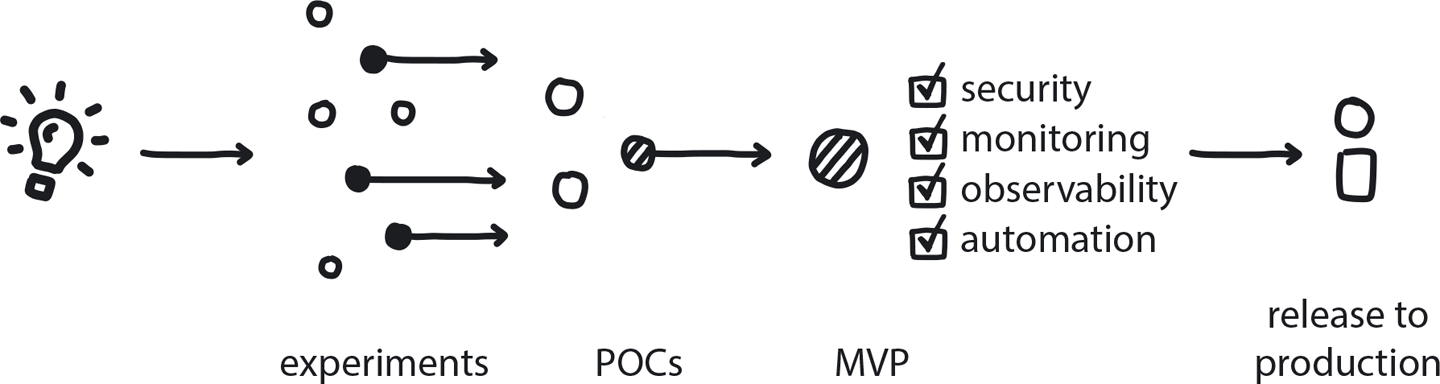 security
monitoring
observability
automation
experiments
POCs
MVP
release to
production